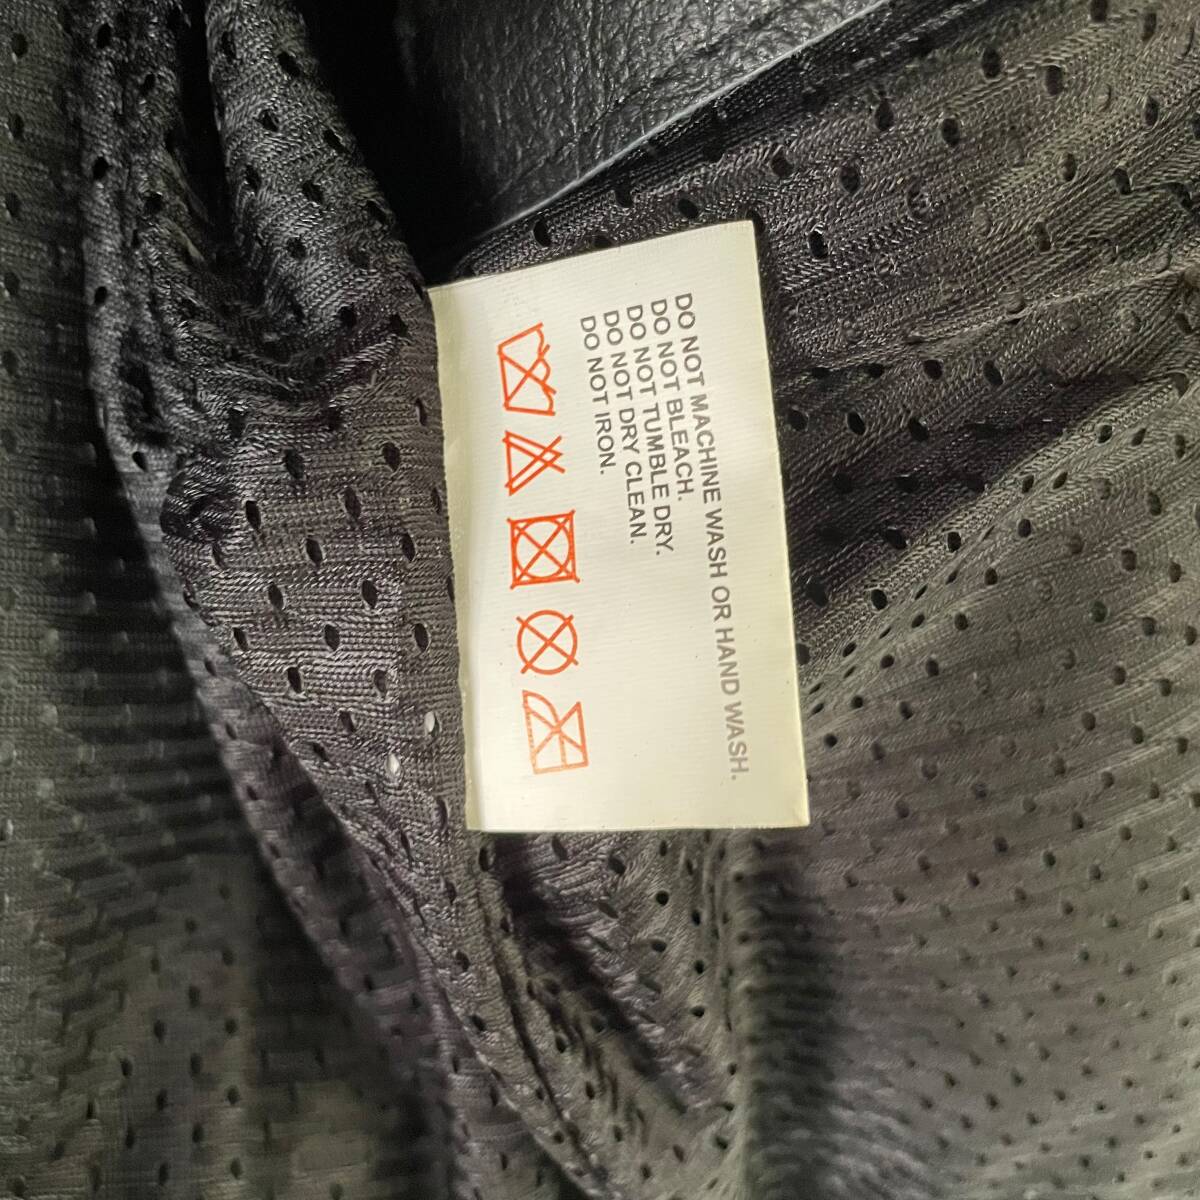 DO NOT MACHINE WASH OR HAND WASH.
DO NOT BLEACH.
DO NOT TUMBLE DRY.
DO NOT DRY CLEAN.
DO NOT IRON.